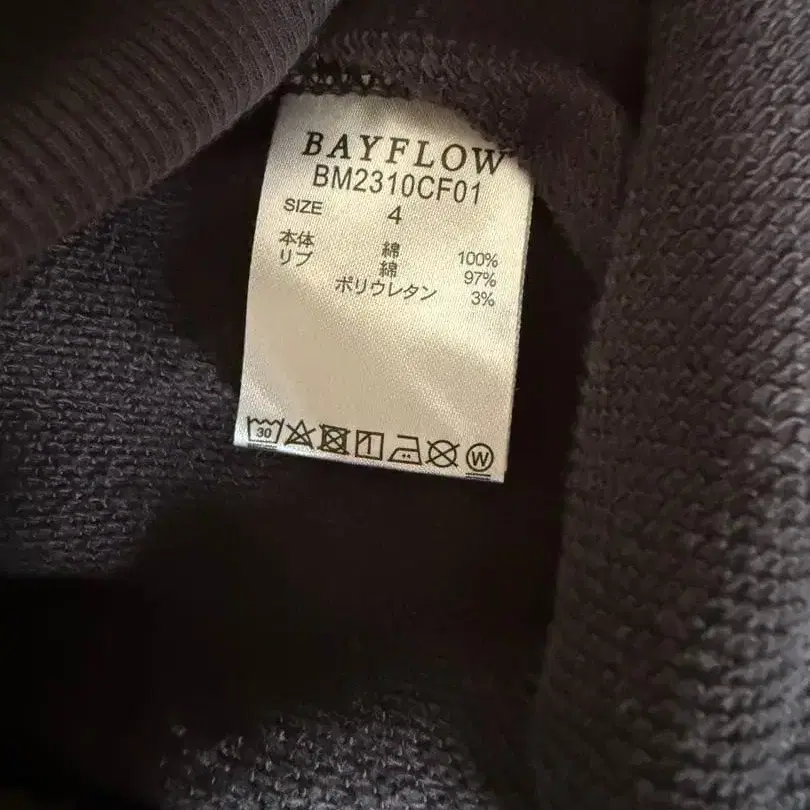 BAYFLOW
BM2310CF01
SIZE 4
本体 綿 100%
リブ 綿 97%
ポリウレタン 3%
30 W